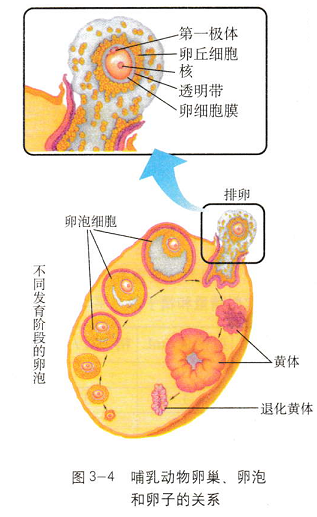 第一极体
卵丘细胞
核
透明带
卵细胞膜
排卵
卵泡细胞
不同发育阶段的卵泡
黄体
退化黄体
图3-4 哺乳动物卵巢、卵泡
和卵子的关系